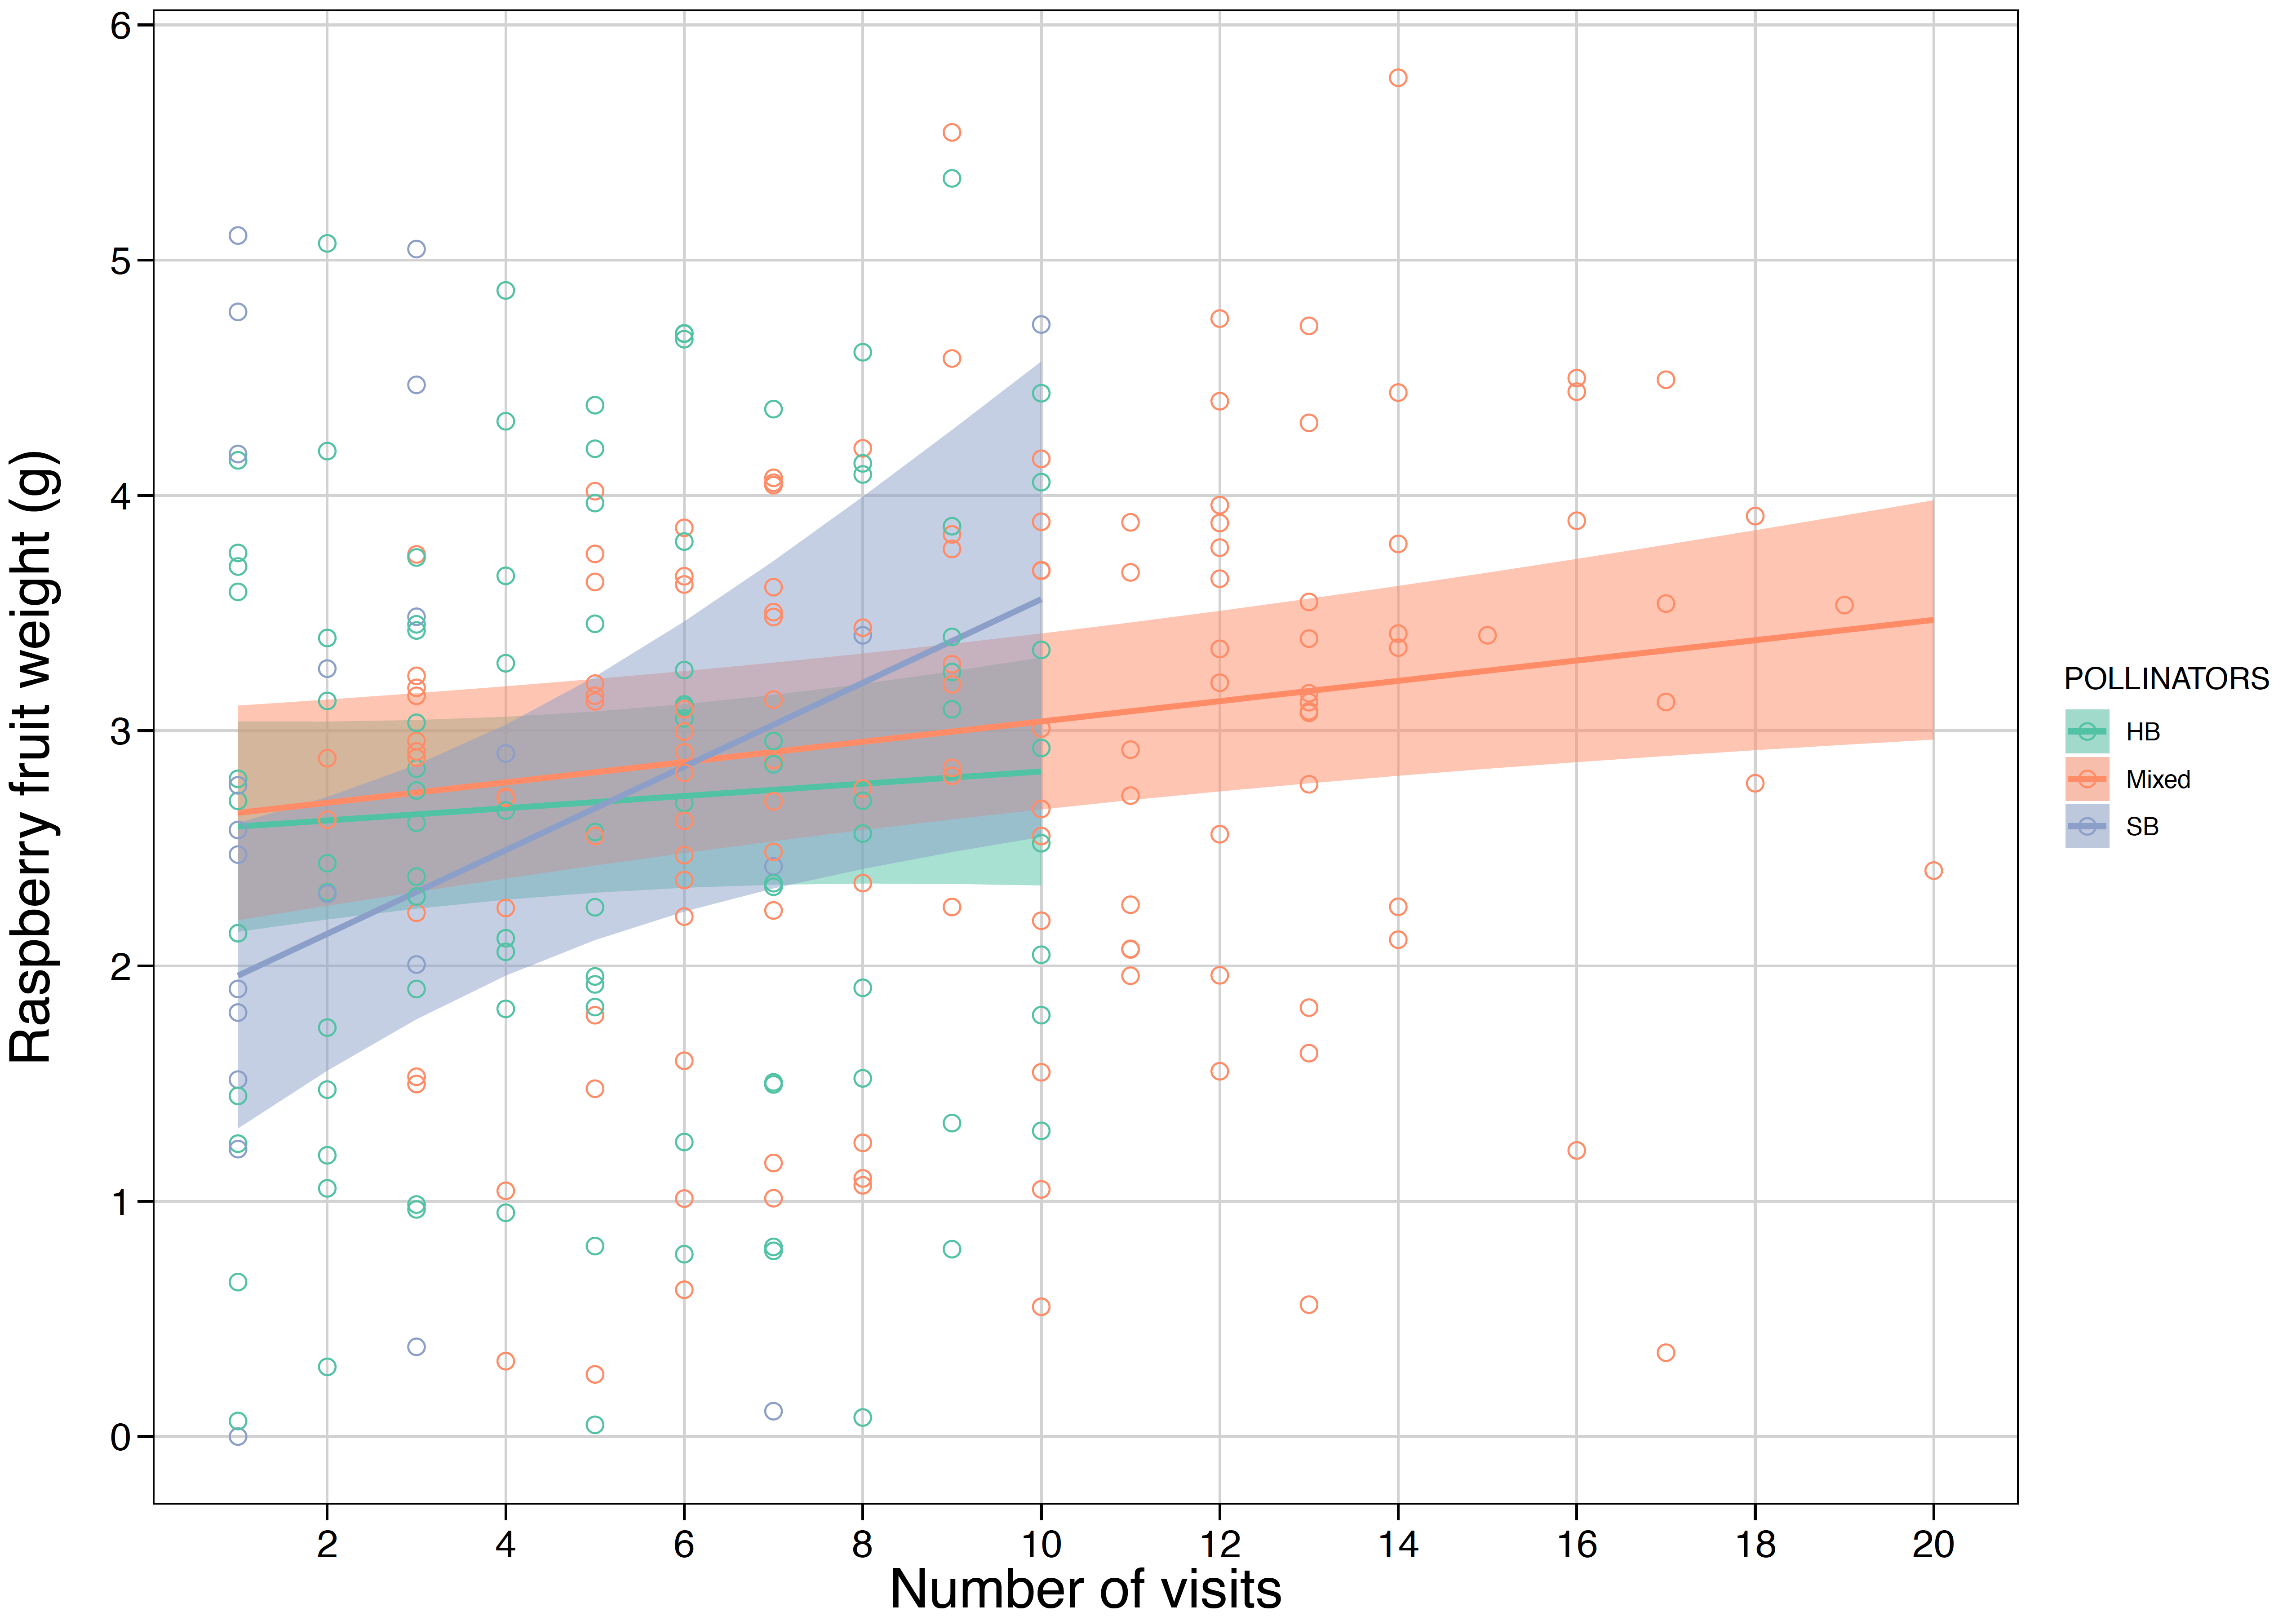 6
5
4
3
2
1
0
Raspberry fruit weight (g)
2 4 6 8 10 12 14 16 18 20
Number of visits
POLLINATORS
HB
Mixed
SB